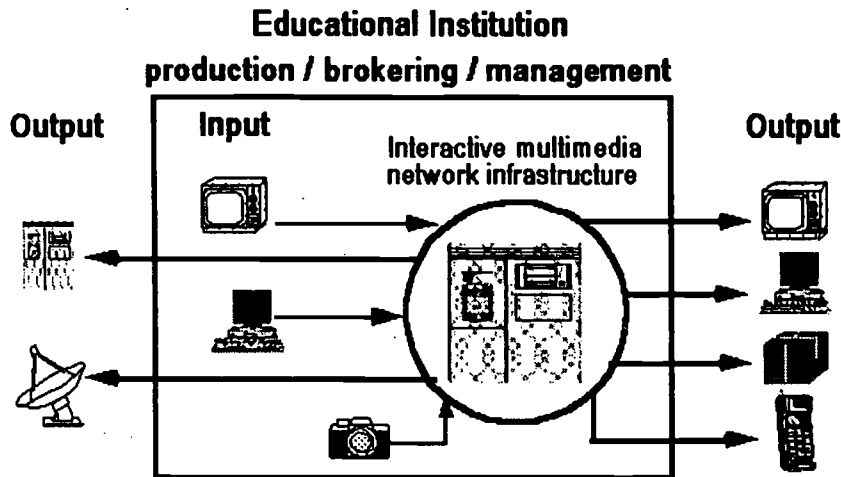 Educational Institution
production / brokering / management
Output
Input
Output
Interactive multimedia
network infrastructure